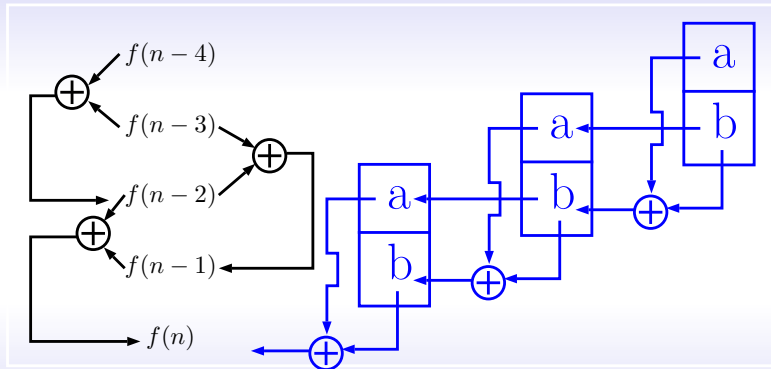 f(n − 4)
f(n − 3)
f(n − 2)
f(n − 1)
f(n)
a
b
a
b
a
b